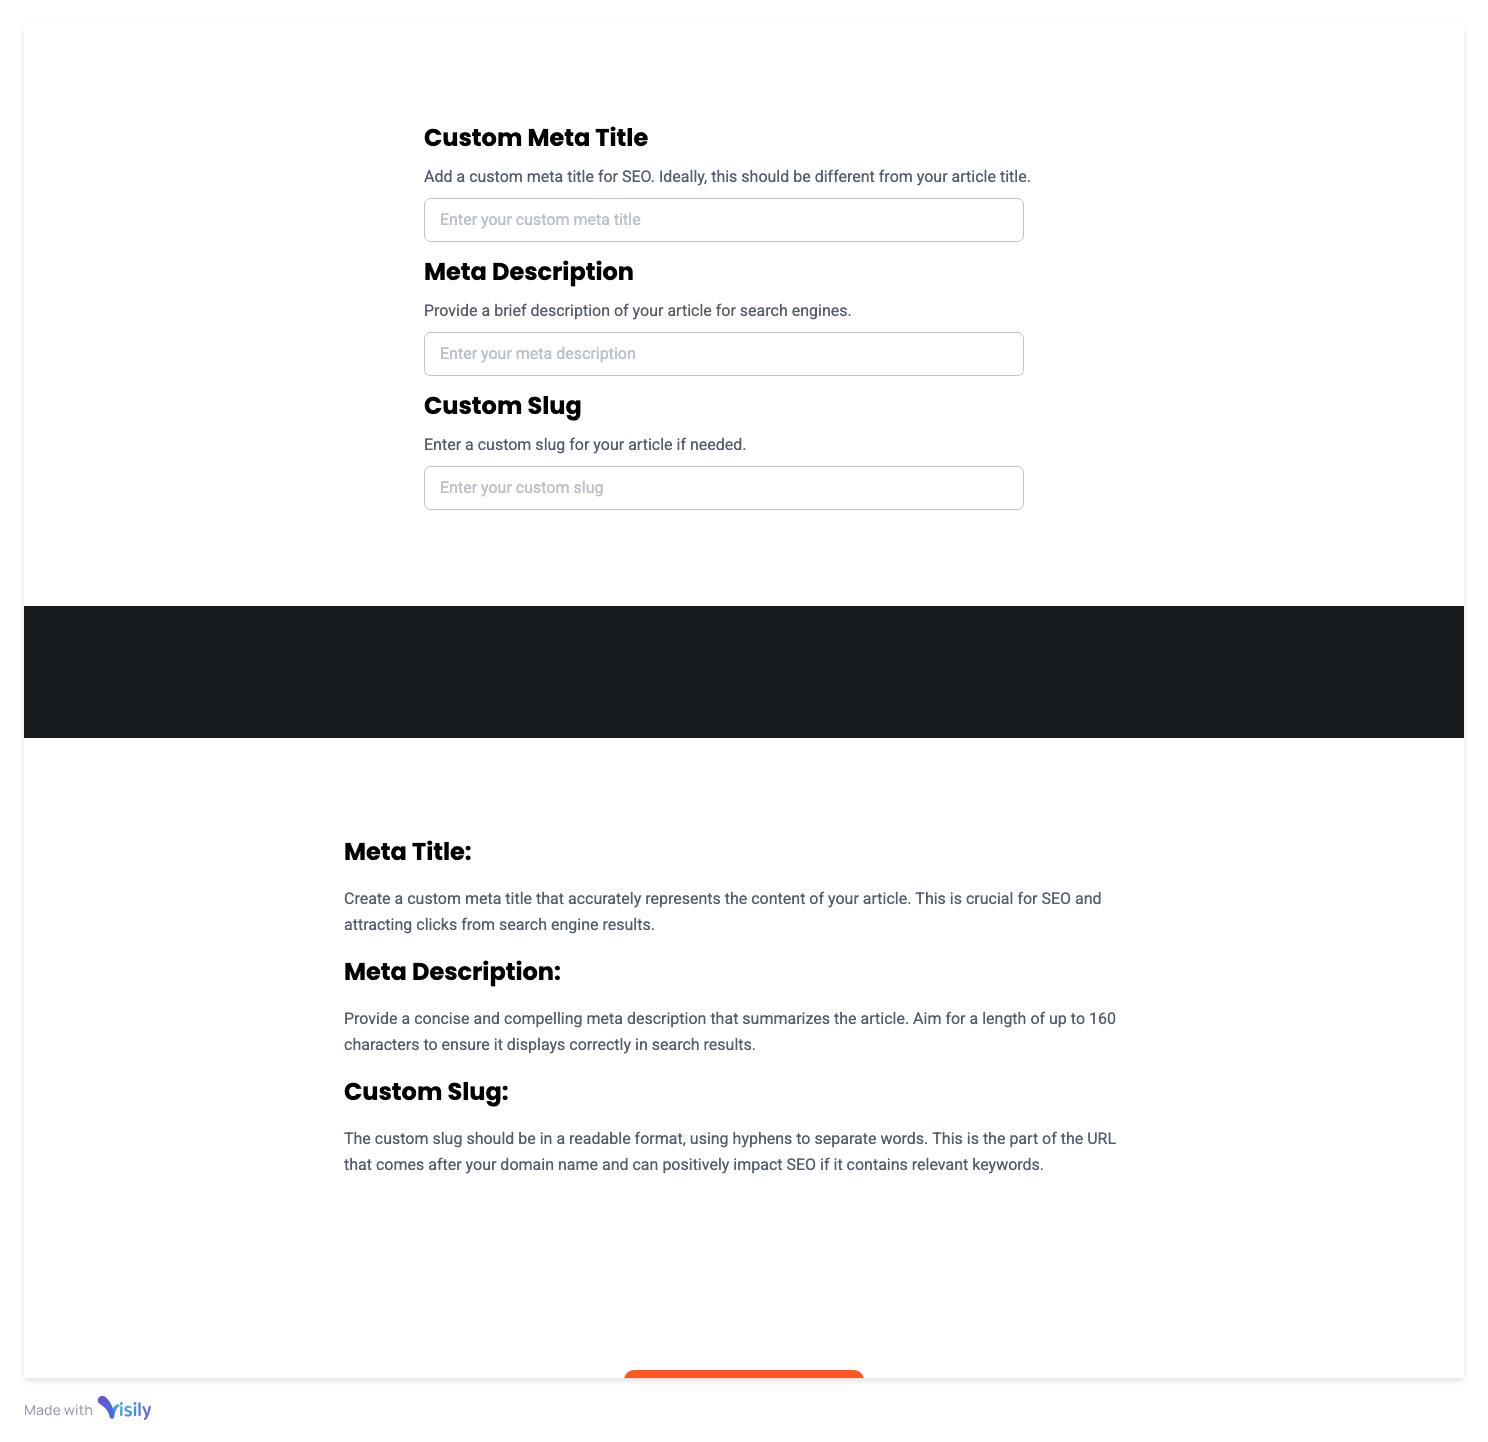 Custom Meta Title
Add a custom meta title for SEO. Ideally, this should be different from your article title.
Enter your custom meta title
Meta Description
Provide a brief description of your article for search engines.
Enter your meta description
Custom Slug
Enter a custom slug for your article if needed.
Enter your custom slug
Meta Title:
Create a custom meta title that accurately represents the content of your article. This is crucial for SEO and
attracting clicks from search engine results.
Meta Description:
Provide a concise and compelling meta description that summarizes the article. Aim for a length of up to 160
characters to ensure it displays correctly in search results.
Custom Slug:
The custom slug should be in a readable format, using hyphens to separate words. This is the part of the URL
that comes after your domain name and can positively impact SEO if it contains relevant keywords.
Made with Visily